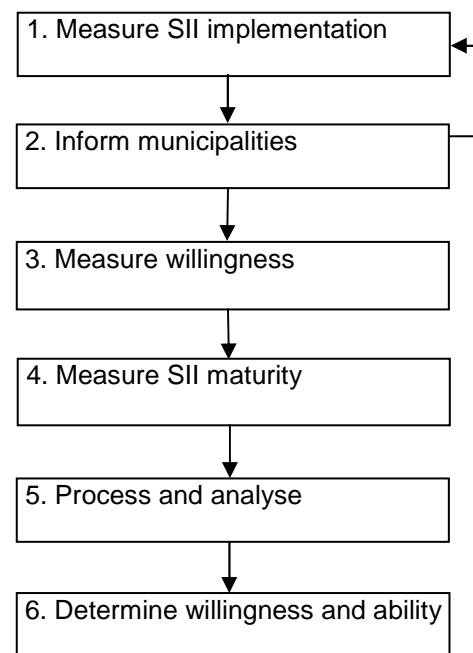 1. Measure SII implementation
2. Inform municipalities
3. Measure willingness
4. Measure SII maturity
5. Process and analyse
6. Determine willingness and ability